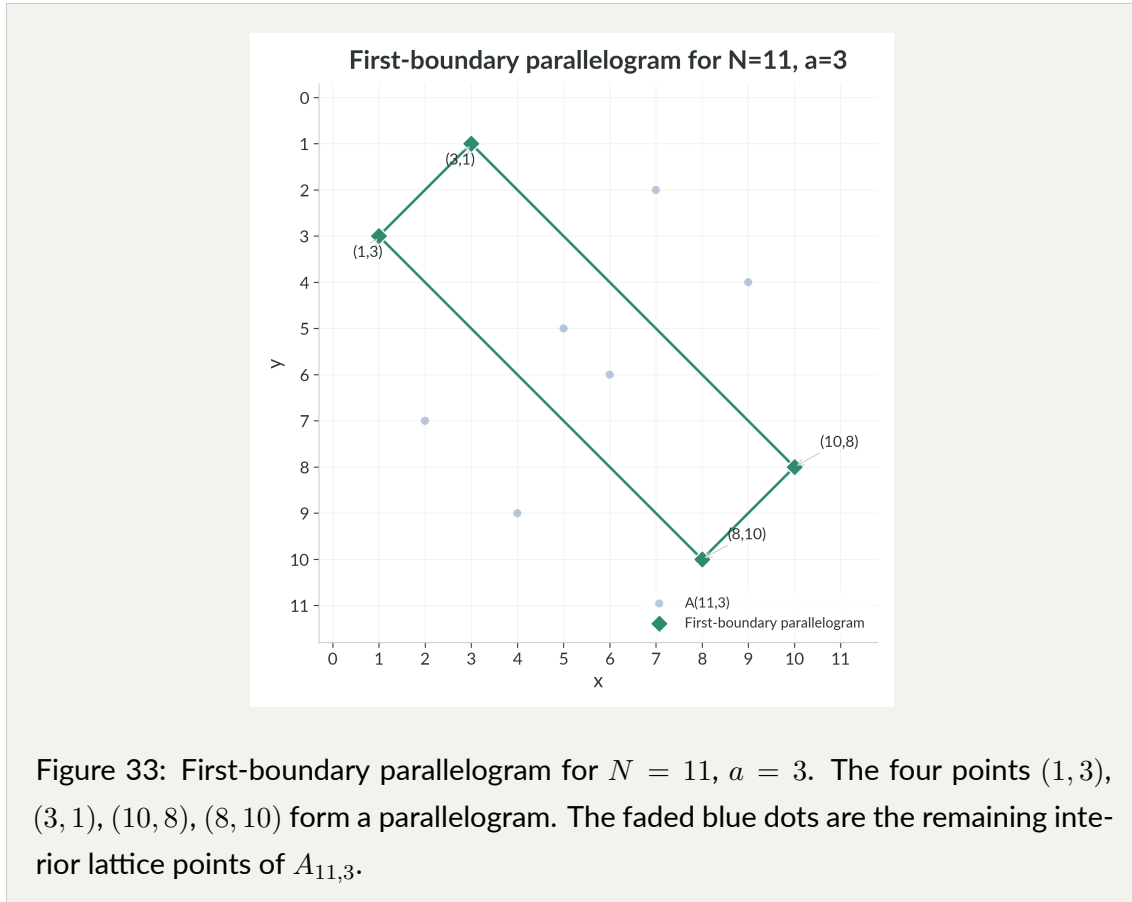 First-boundary parallelogram for N=11, a=3
0
1
(3,1)
2
3
(1,3)
4
5
y
6
7
(10,8)
8
9
(8,10)
10
11
A(11,3)
First-boundary parallelogram
0 1 2 3 4 5 6 7 8 9 10 11
x
Figure 33: First-boundary parallelogram for N = 11, a = 3. The four points (1, 3),
(3, 1), (10, 8), (8, 10) form a parallelogram. The faded blue dots are the remaining inte-
rior lattice points of A₁₁,₃.